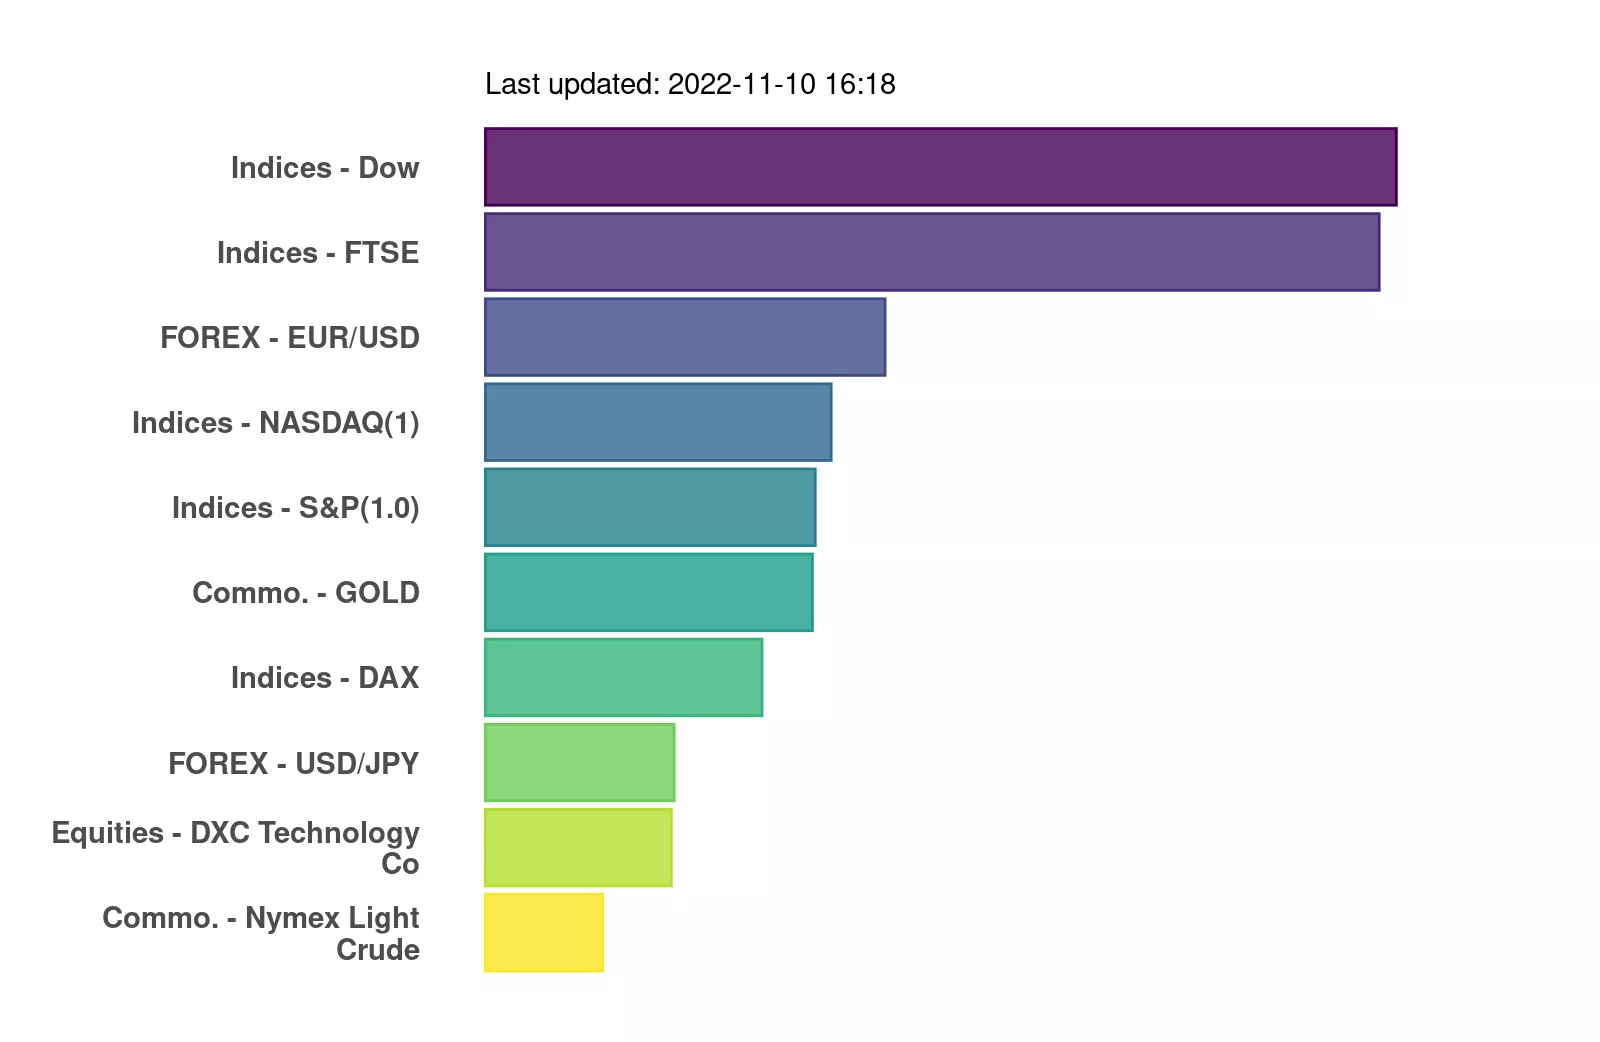 Last updated: 2022-11-10 16:18
Indices - Dow
Indices - FTSE
FOREX - EUR/USD
Indices - NASDAQ(1)
Indices - S&P(1.0)
Commo. - GOLD
Indices - DAX
FOREX - USD/JPY
Equities - DXC Technology
Co
Commo. - Nymex Light
Crude